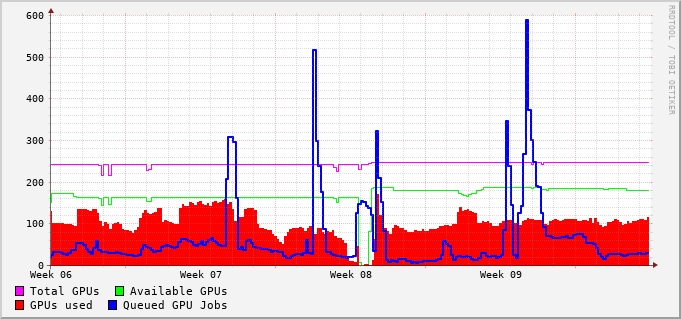 600
500
400
300
200
100
0
Week 06 Week 07 Week 08 Week 09
Total GPUs Available GPUs
GPUs used Queued GPU Jobs
RRDTOOL / TOBI OETIKER